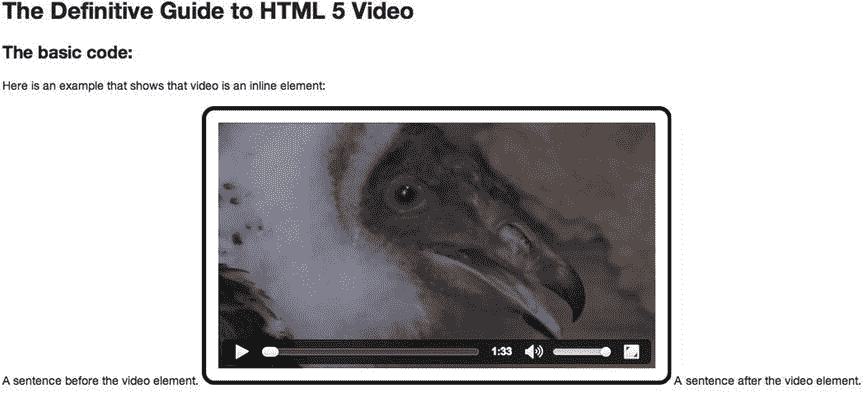 The Definitive Guide to HTML 5 Video
The basic code:
Here is an example that shows that video is an inline element:
1:33
A sentence before the video element.
A sentence after the video element.